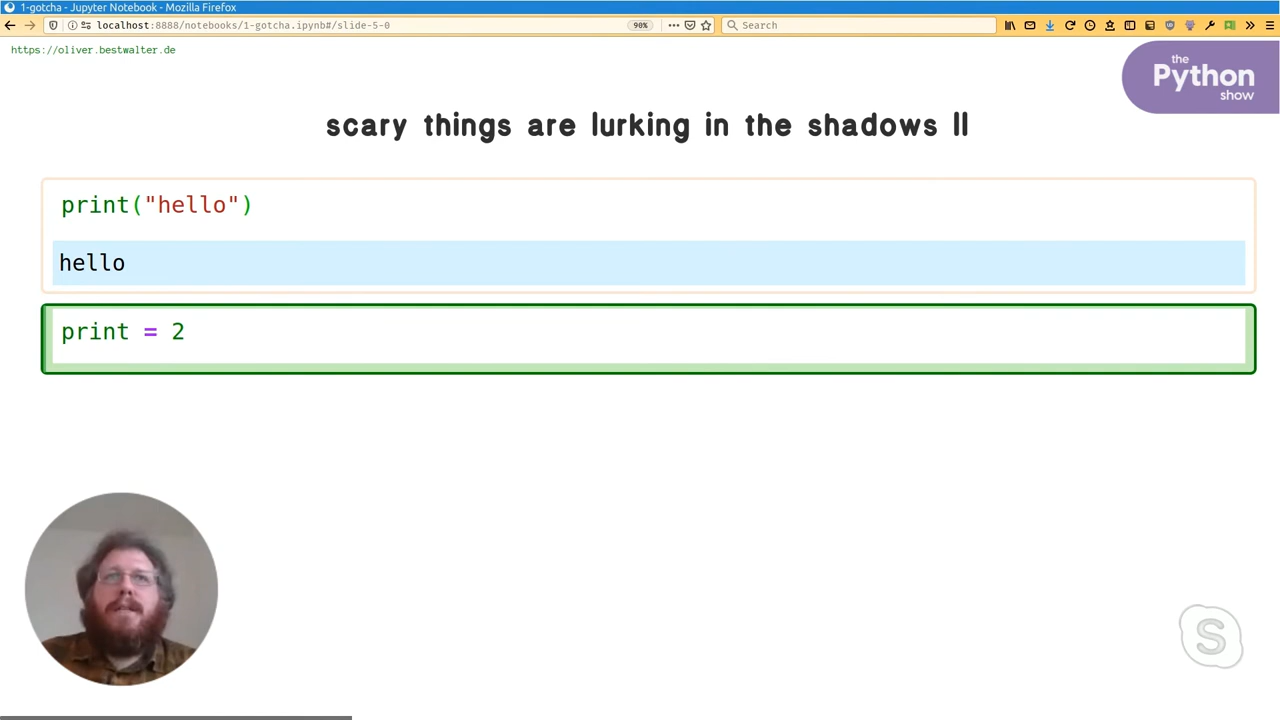 1-gotcha - Jupyter Notebook - Mozilla Firefox
localhost:8888/notebooks/1-gotcha.ipynb#/slide-5-0
90%
Search
https://oliver.bestwalter.de
the
Python
show
scary things are lurking in the shadows II
print("hello")
hello
print = 2
S